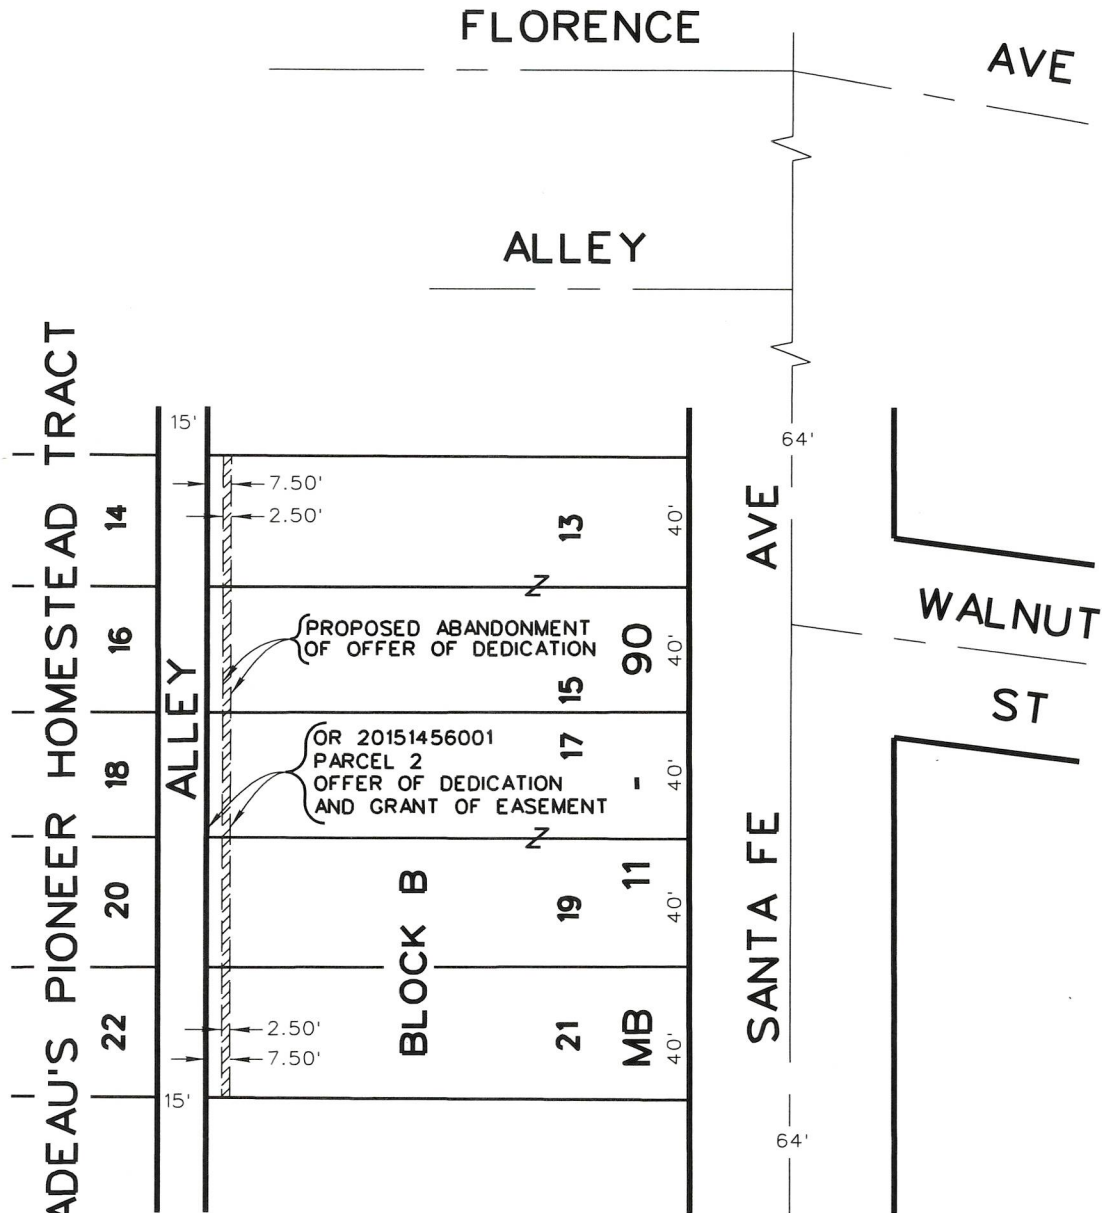 FLORENCE AVE
ALLEY
15'
64'
7.50'
2.50'
14
13
40'
AVE
WALNUT
ST
PROPOSED ABANDONMENT
OF OFFER OF DEDICATION
16
15
40'
OR 20151456001
PARCEL 2
OFFER OF DEDICATION
AND GRANT OF EASEMENT
18
17
40'
ALLEY
20
19
40'
BLOCK B
MB 11 - 90
SANTA FE
22
21
40'
2.50'
7.50'
15'
64'
ADEAU'S PIONEER HOMESTEAD TRACT